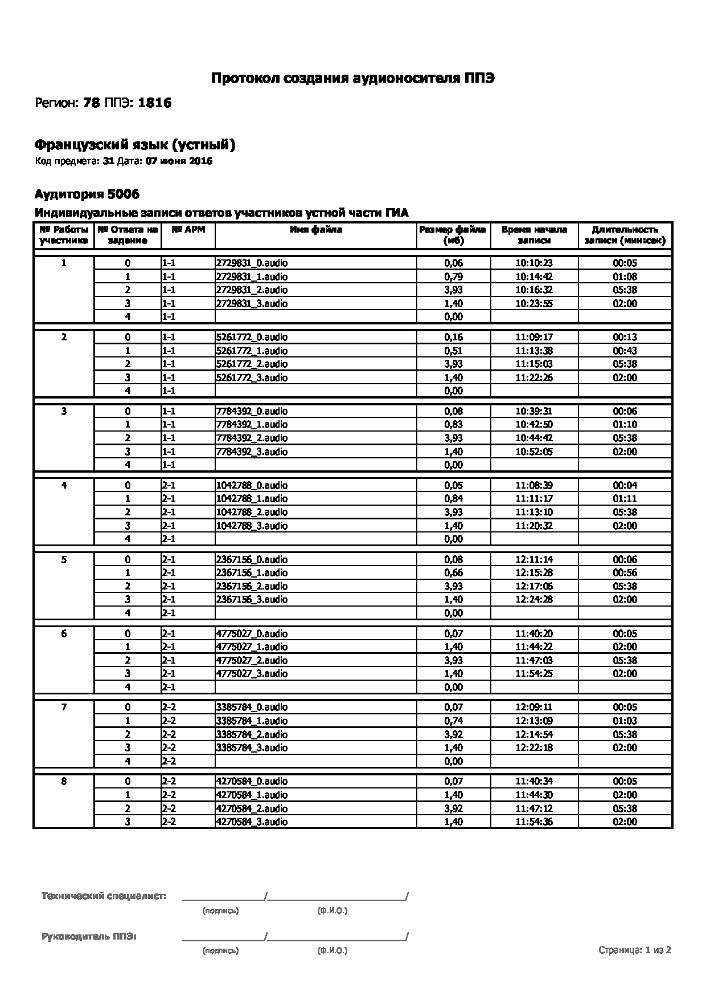 Протокол создания аудионосителя ППЭ
Регион: 78 ППЭ: 1816
Французский язык (устный)
Код предмета: 31 Дата: 07 июня 2016
Аудитория 5006
Индивидуальные записи ответов участников устной части ГИА
№ Работы участника № Ответа на задание № АРМ Имя файла Размер файла (мб) Время начала записи Длительность записи (мин:сек)
1 0 1-1 2729831_0.audio 0,06 10:10:23 00:05
1 1-1 2729831_1.audio 0,79 10:14:42 01:08
2 1-1 2729831_2.audio 3,93 10:16:32 05:38
3 1-1 2729831_3.audio 1,40 10:23:55 02:00
4 1-1 0,00
2 0 1-1 5261772_0.audio 0,16 11:09:17 00:13
1 1-1 5261772_1.audio 0,51 11:13:38 00:43
2 1-1 5261772_2.audio 3,93 11:15:03 05:38
3 1-1 5261772_3.audio 1,40 11:22:26 02:00
4 1-1 0,00
3 0 1-1 7784392_0.audio 0,08 10:39:31 00:06
1 1-1 7784392_1.audio 0,83 10:42:50 01:10
2 1-1 7784392_2.audio 3,93 10:44:42 05:38
3 1-1 7784392_3.audio 1,40 10:52:05 02:00
4 1-1 0,00
4 0 2-1 1042788_0.audio 0,05 11:08:39 00:04
1 2-1 1042788_1.audio 0,84 11:11:17 01:11
2 2-1 1042788_2.audio 3,93 11:13:10 05:38
3 2-1 1042788_3.audio 1,40 11:20:32 02:00
4 2-1 0,00
5 0 2-1 2367156_0.audio 0,08 12:11:14 00:06
1 2-1 2367156_1.audio 0,66 12:15:28 00:56
2 2-1 2367156_2.audio 3,93 12:17:06 05:38
3 2-1 2367156_3.audio 1,40 12:24:28 02:00
4 2-1 0,00
6 0 2-1 4775027_0.audio 0,07 11:40:20 00:05
1 2-1 4775027_1.audio 1,40 11:44:22 02:00
2 2-1 4775027_2.audio 3,93 11:47:03 05:38
3 2-1 4775027_3.audio 1,40 11:54:25 02:00
4 2-1 0,00
7 0 2-2 3385784_0.audio 0,07 12:09:11 00:05
1 2-2 3385784_1.audio 0,74 12:13:09 01:03
2 2-2 3385784_2.audio 3,92 12:14:54 05:38
3 2-2 3385784_3.audio 1,40 12:22:18 02:00
4 2-2 0,00
8 0 2-2 4270584_0.audio 0,07 11:40:34 00:05
1 2-2 4270584_1.audio 1,40 11:44:30 02:00
2 2-2 4270584_2.audio 3,92 11:47:12 05:38
3 2-2 4270584_3.audio 1,40 11:54:36 02:00
Технический специалист: ________________/___________________________/
(подпись) (Ф.И.О.)
Руководитель ППЭ: ________________/___________________________/
(подпись) (Ф.И.О.) Страница: 1 из 2